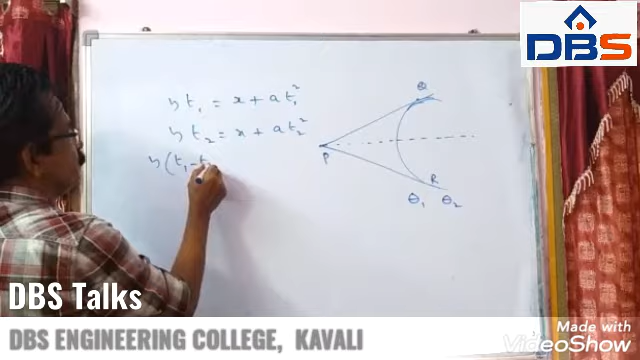 DBS
y t₁ = x + a t₁²
y t₂ = x + a t₂²
y (t₁ - t
Q
P
R
θ₁ θ₂
DBS Talks
DBS ENGINEERING COLLEGE, KAVALI
Made with
VideoShow